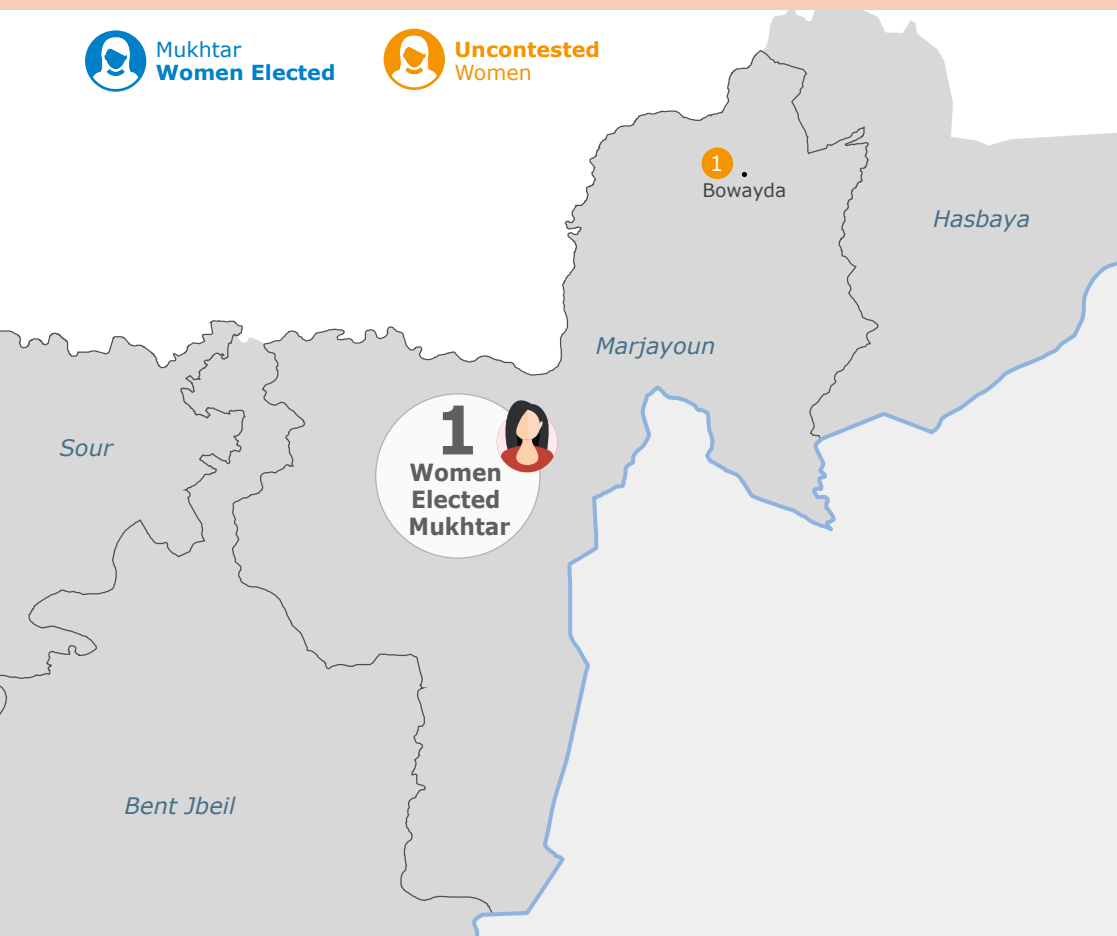 Mukhtar
Women Elected
Uncontested
Women
1
Bowayda
Hasbaya
Marjayoun
Sour
1
Women
Elected
Mukhtar
Bent Jbeil